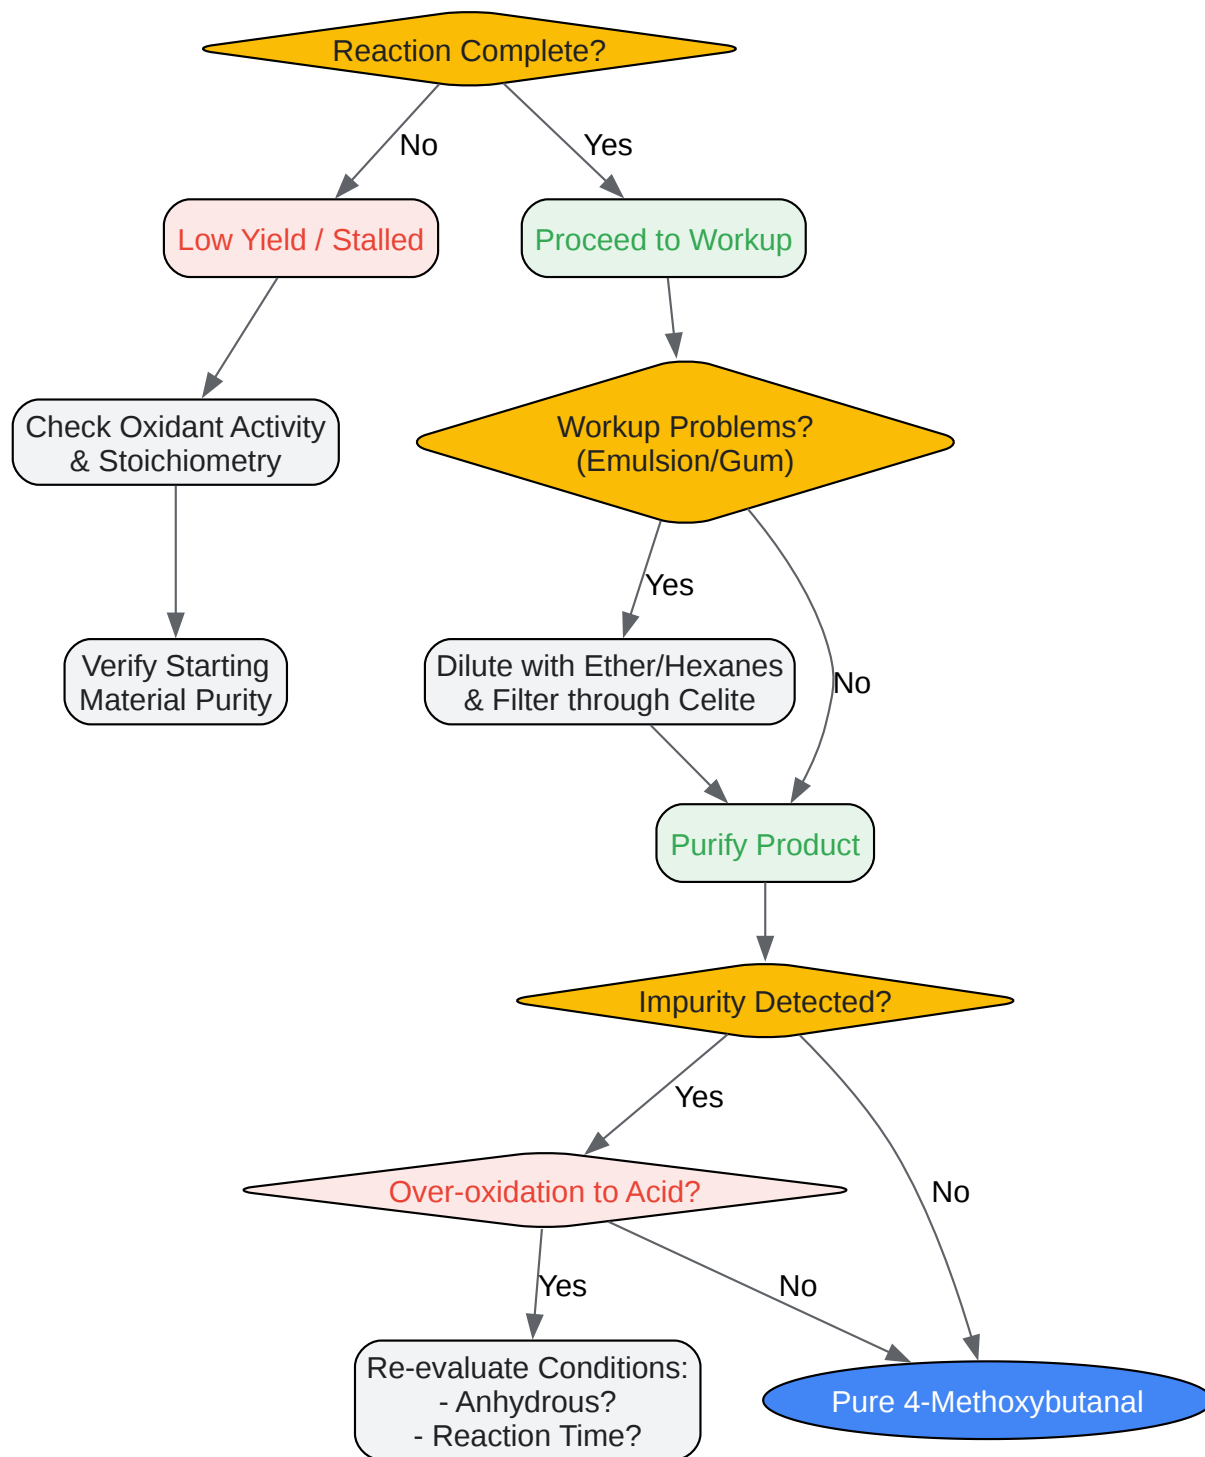 Reaction Complete?
No
Yes
Low Yield / Stalled
Proceed to Workup
Check Oxidant Activity
& Stoichiometry
Workup Problems?
(Emulsion/Gum)
Yes
Verify Starting
Material Purity
Dilute with Ether/Hexanes
& Filter through Celite
No
Purify Product
Impurity Detected?
Yes
Over-oxidation to Acid?
No
Yes
No
Re-evaluate Conditions:
- Anhydrous?
- Reaction Time?
Pure 4-Methoxybutanal